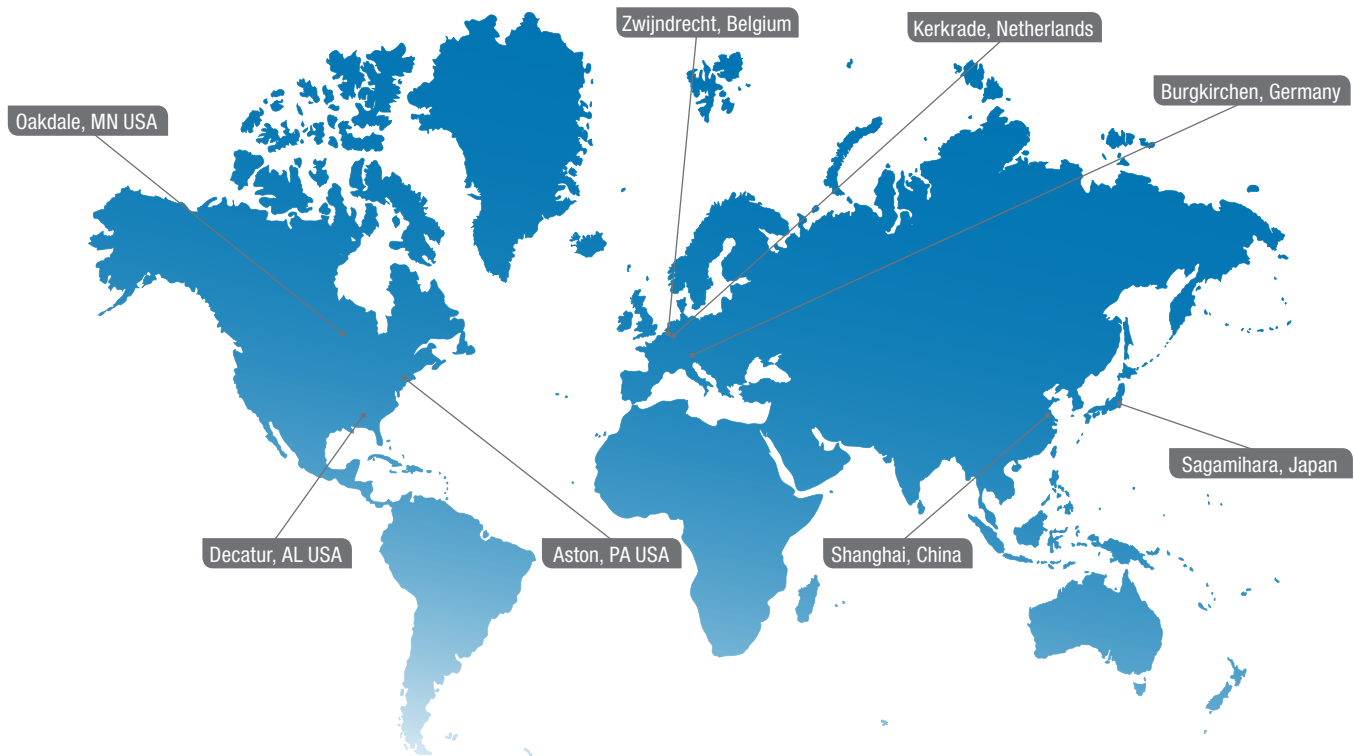 Zwijndrecht, Belgium
Kerkrade, Netherlands
Burgkirchen, Germany
Oakdale, MN USA
Sagamihara, Japan
Decatur, AL USA
Aston, PA USA
Shanghai, China